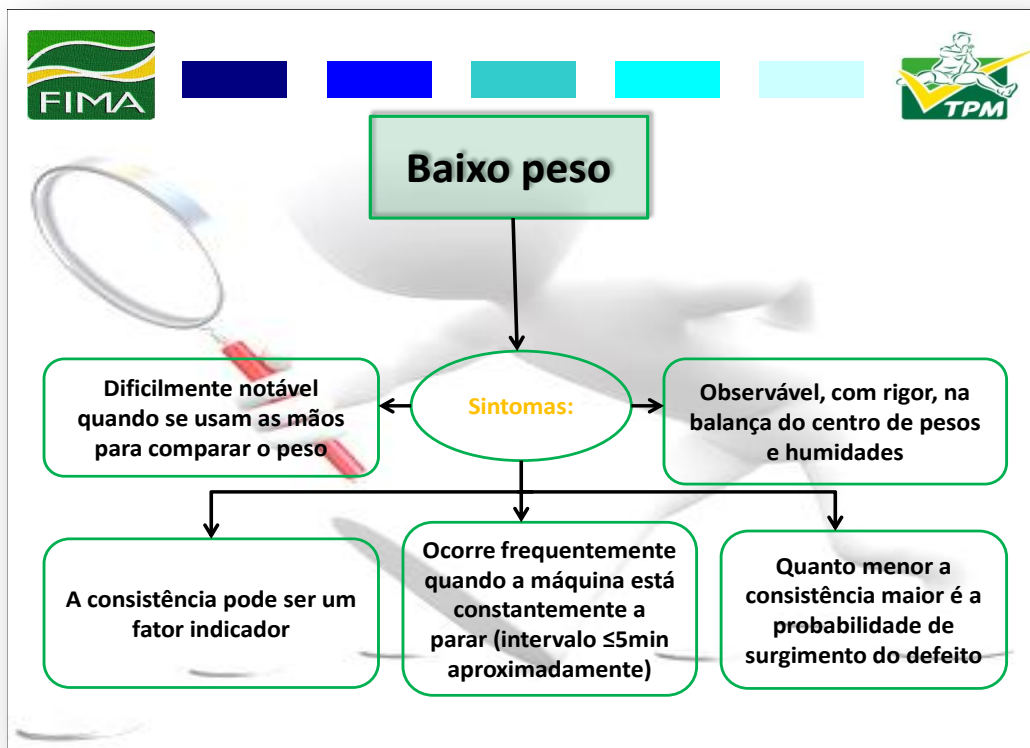 FIMA
TPM
Baixo peso
Dificilmente notável
quando se usam as mãos
para comparar o peso
Sintomas:
Observável, com rigor, na
balança do centro de pesos
e humidades
A consistência pode ser um
fator indicador
Ocorre frequentemente
quando a máquina está
constantemente a
parar (intervalo ≤5min
aproximadamente)
Quanto menor a
consistência maior é a
probabilidade de
surgimento do defeito